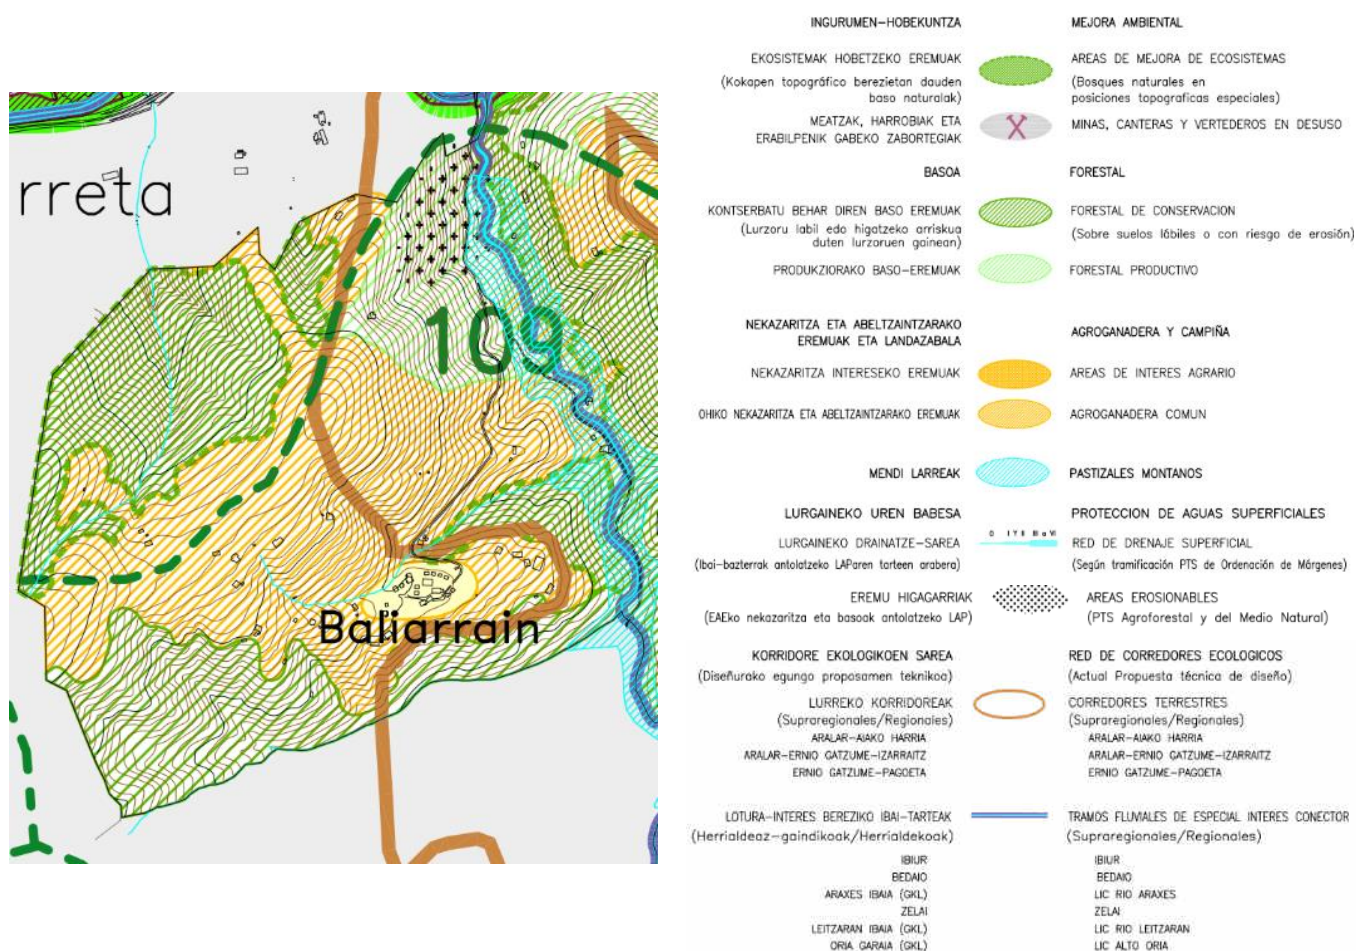 rreta
109
Baliarrain
INGURUMEN-HOBEKUNTZA
MEJORA AMBIENTAL
EKOSISTEMAK HOBETZEKO EREMUAK
AREAS DE MEJORA DE ECOSISTEMAS
(Kokapen topográfico berezietan dauden
(Bosques naturales en
baso naturalak)
posiciones topograficas especiales)
MEATZAK, HARROBIAK ETA
MINAS, CANTERAS Y VERTEDEROS EN DESUSO
ERABILPENIK GABEKO ZABORTEGIAK
BASOA
FORESTAL
KONTSERBATU BEHAR DIREN BASO EREMUAK
FORESTAL DE CONSERVACION
(Lurzoru labil edo higatzeko arriskua
(Sobre suelos lábiles o con riesgo de erosión)
duten lurzoruen gainean)
PRODUKZIORAKO BASO-EREMUAK
FORESTAL PRODUCTIVO
NEKAZARITZA ETA ABELTZAINTZARAKO
AGROGANADERA Y CAMPIÑA
EREMUAK ETA LANDAZABALA
NEKAZARITZA INTERESEKO EREMUAK
AREAS DE INTERES AGRARIO
OHIKO NEKAZARITZA ETA ABELTZAINTZARAKO EREMUAK
AGROGANADERA COMUN
MENDI LARREAK
PASTIZALES MONTANOS
LURGAINEKO UREN BABESA
PROTECCION DE AGUAS SUPERFICIALES
LURGAINEKO DRAINATZE-SAREA
RED DE DRENAJE SUPERFICIAL
(Ibai-bazterrak antolatzeko LAParen tarteen arabera)
(Según tramificación PTS de Ordenación de Márgenes)
EREMU HIGAGARRIAK
AREAS EROSIONABLES
(EAEko nekazaritza eta basoak antolatzeko LAP)
(PTS Agroforestal y del Medio Natural)
KORRIDORE EKOLOGIKOEN SAREA
RED DE CORREDORES ECOLOGICOS
(Diseñurako egungo proposamen teknikoa)
(Actual Propuesta técnica de diseño)
LURREKO KORRIDOREAK
CORREDORES TERRESTRES
(Supraregionales/Regionales)
(Supraregionales/Regionales)
ARALAR-AIAKO HARRIA
ARALAR-AIAKO HARRIA
ARALAR-ERNIO GATZUME-IZARRAITZ
ARALAR-ERNIO GATZUME-IZARRAITZ
ERNIO GATZUME-PAGOETA
ERNIO GATZUME-PAGOETA
LOTURA-INTERES BEREZIKO IBAI-TARTEAK
TRAMOS FLUVIALES DE ESPECIAL INTERES CONECTOR
(Herrialdeaz-gaindikoak/Herrialdekoak)
(Supraregionales/Regionales)
IBIUR
IBIUR
BEDAIO
BEDAIO
ARAXES IBAIA (GKL)
LIC RIO ARAXES
ZELAI
ZELAI
LEITZARAN IBAIA (GKL)
LIC RIO LEITZARAN
ORIA GARAIA (GKL)
LIC ALTO ORIA